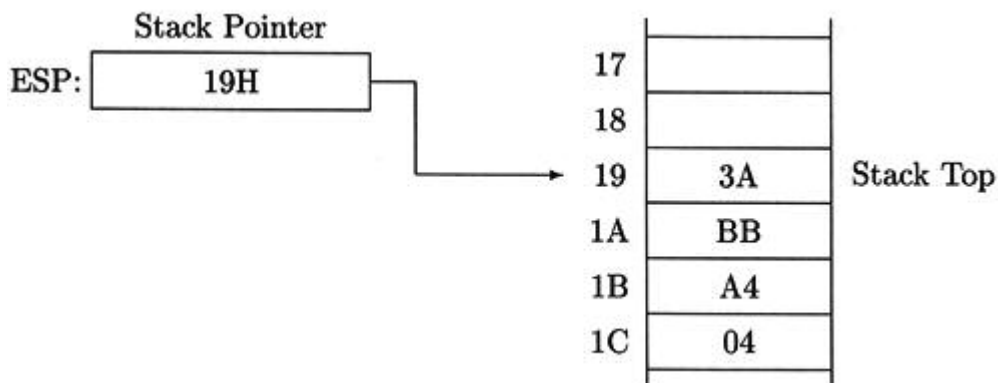 Stack Pointer
ESP: 19H
17
18
19 3A Stack Top
1A BB
1B A4
1C 04